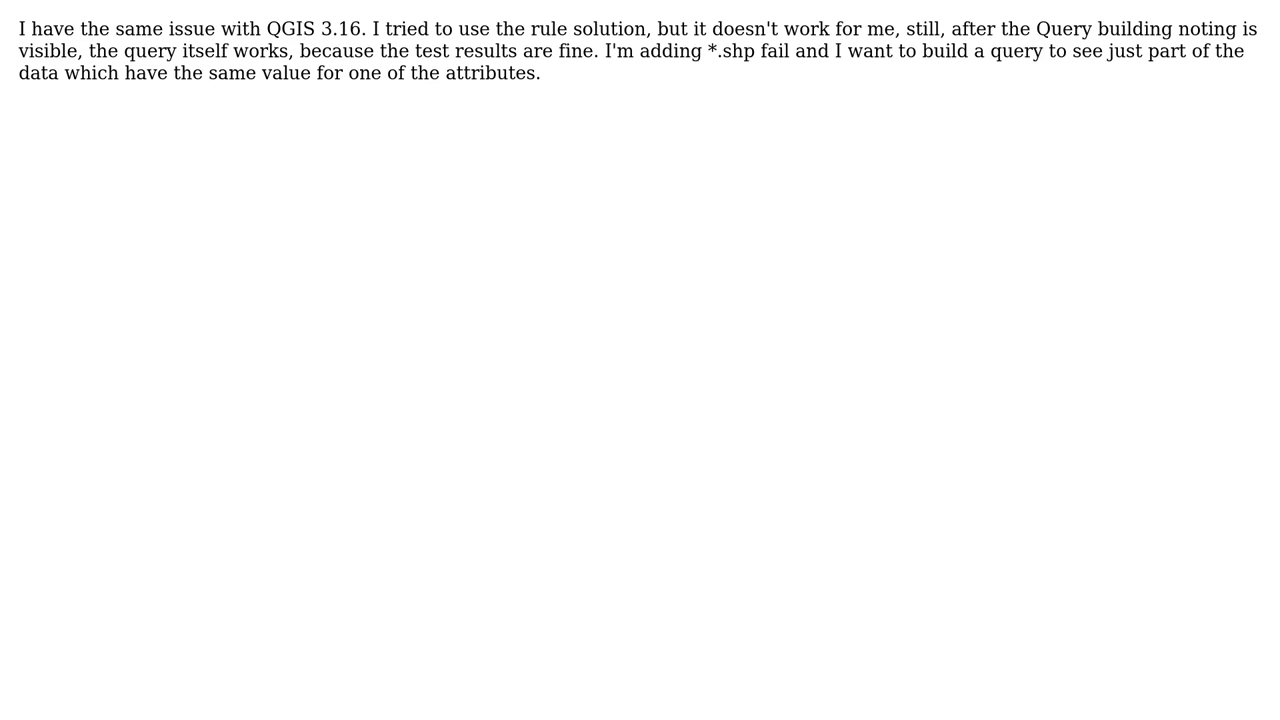 I have the same issue with QGIS 3.16. I tried to use the rule solution, but it doesn't work for me, still, after the Query building noting is
visible, the query itself works, because the test results are fine. I'm adding *.shp fail and I want to build a query to see just part of the
data which have the same value for one of the attributes.